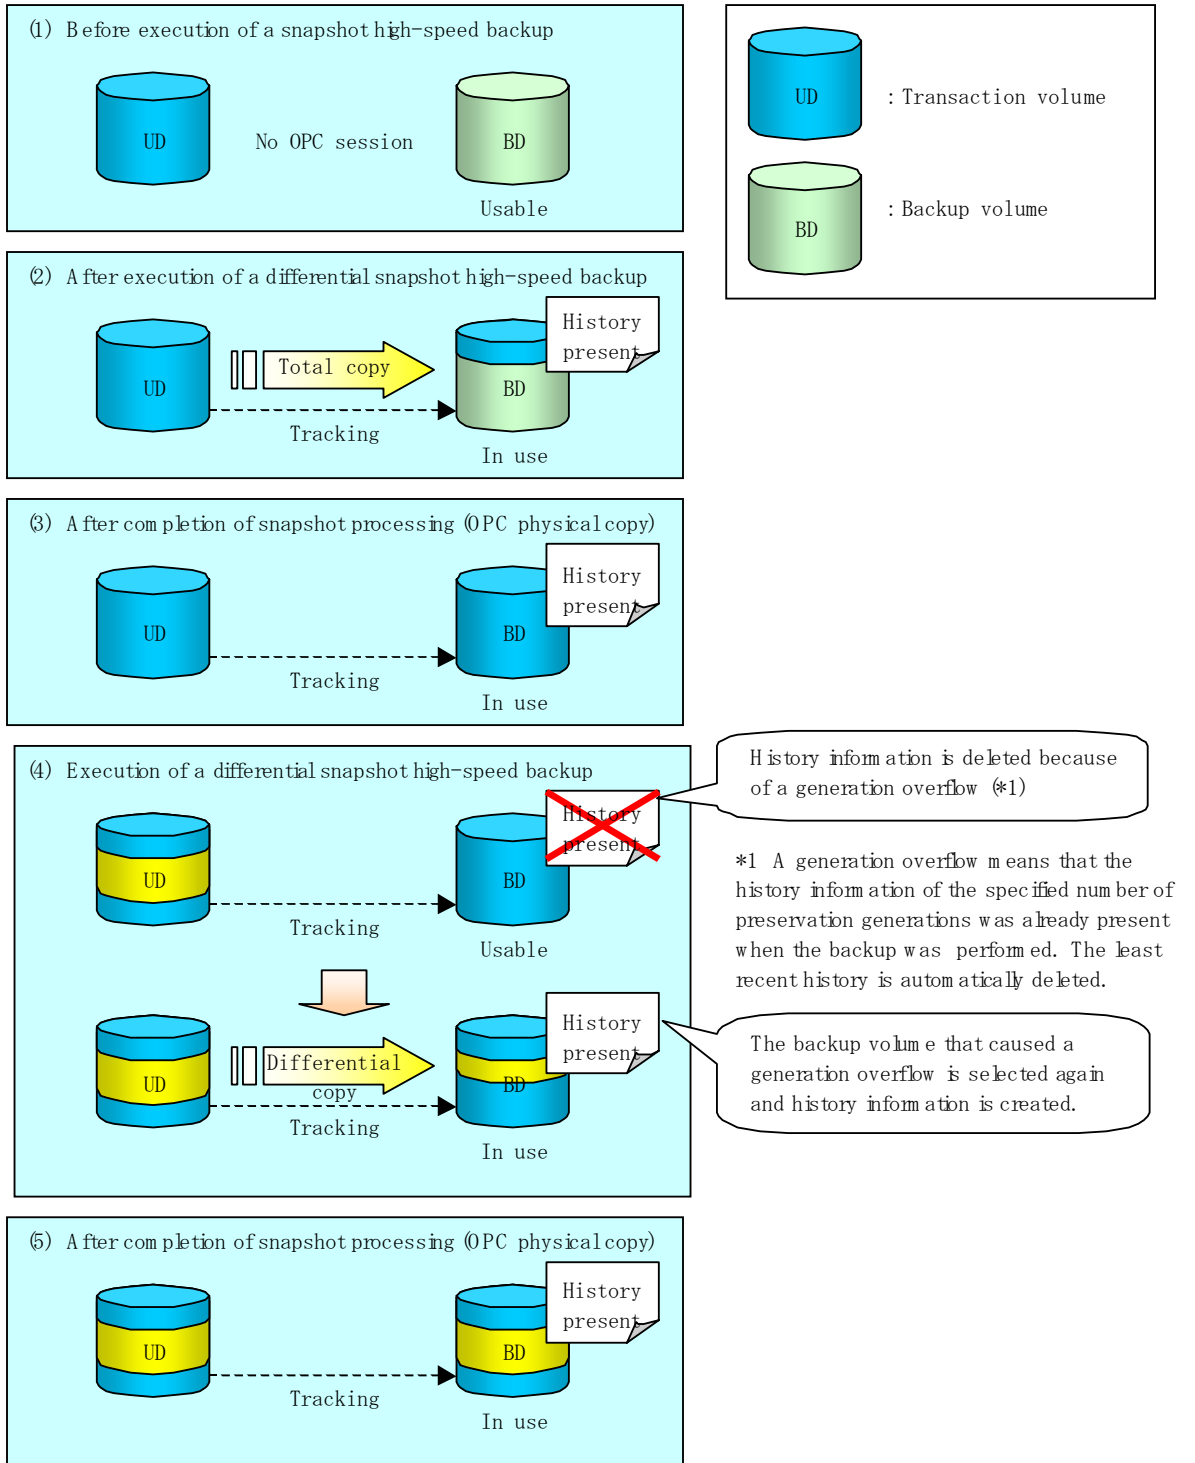 (1) Before execution of a snapshot high-speed backup
UD
No OPC session
BD
Usable
UD
: Transaction volume
BD
: Backup volume
(2) After execution of a differential snapshot high-speed backup
UD
Total copy
Tracking
BD
History
present
In use
(3) After completion of snapshot processing (OPC physical copy)
UD
Tracking
BD
History
present
In use
(4) Execution of a differential snapshot high-speed backup
UD
Tracking
BD
History
present
Usable
History information is deleted because
of a generation overflow (*1)
*1 A generation overflow means that the
history information of the specified number of
preservation generations was already present
when the backup was performed. The least
recent history is automatically deleted.
UD
Differential
copy
Tracking
BD
History
present
In use
The backup volume that caused a
generation overflow is selected again
and history information is created.
(5) After completion of snapshot processing (OPC physical copy)
UD
Tracking
BD
History
present
In use